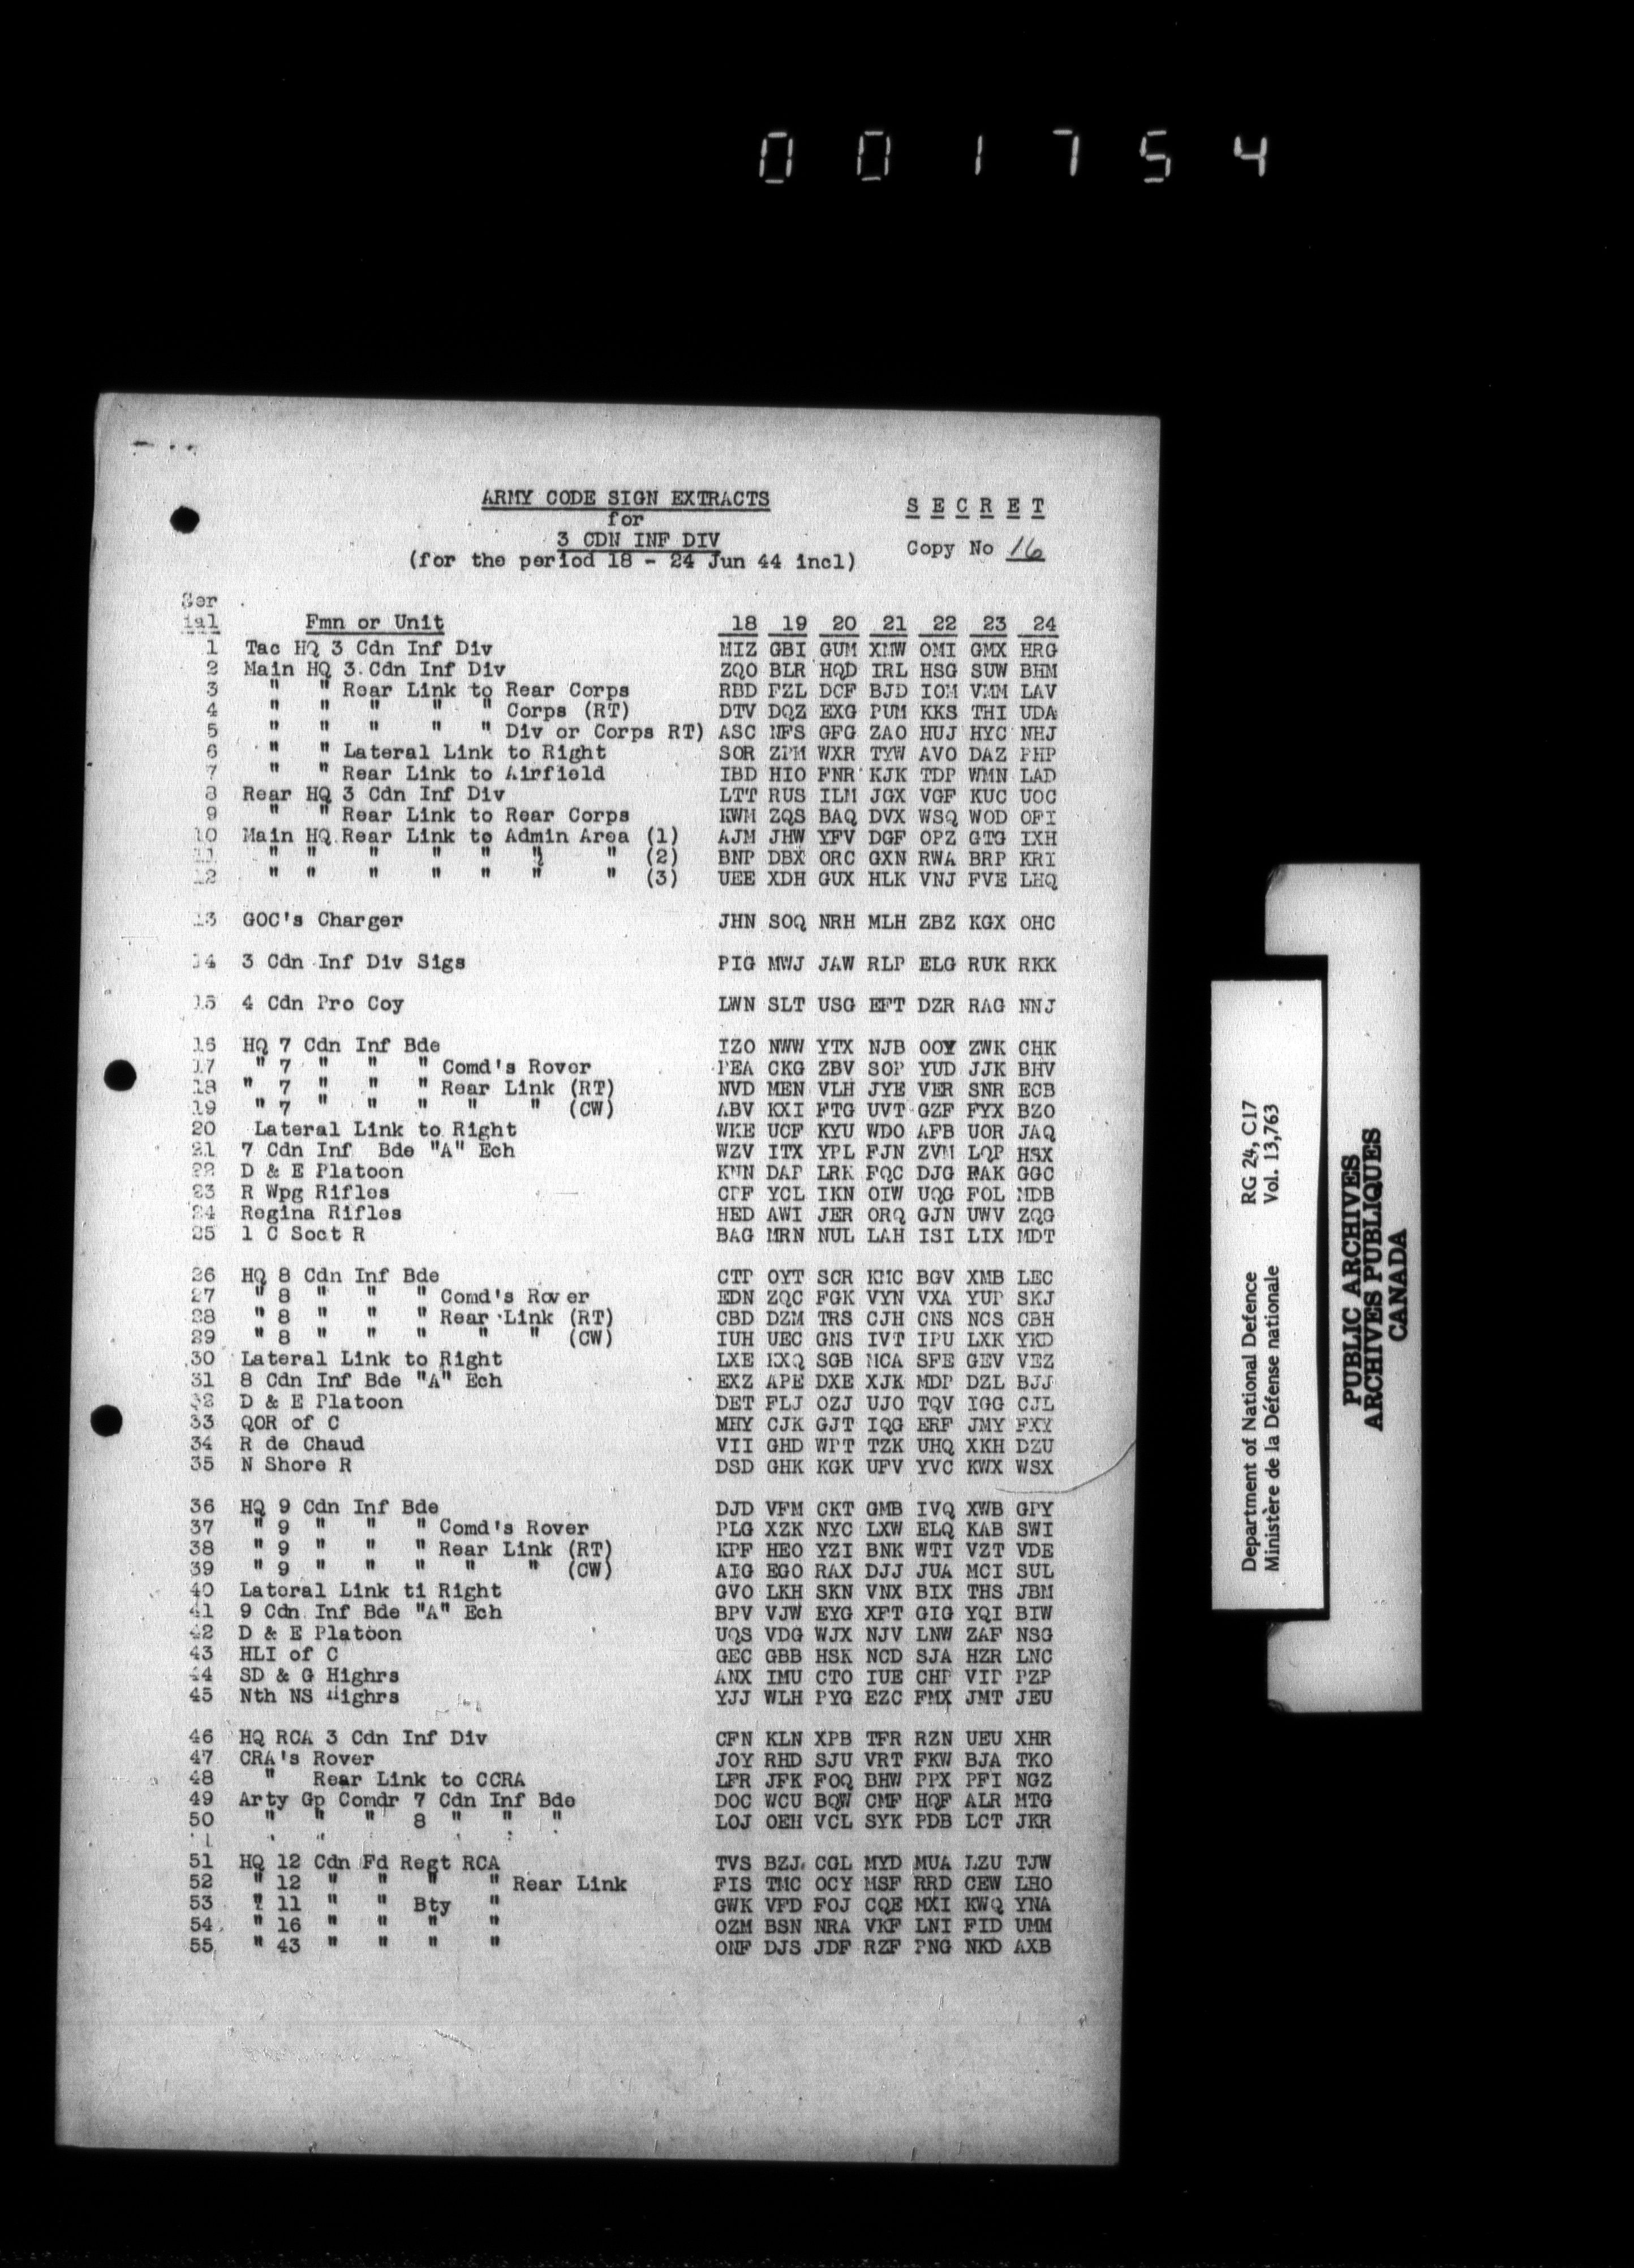 0 0 1 7 5 4
ARMY CODE SIGN EXTRACTS
S E C R E T
for
3 CDN INF DIV
Copy No 16
(for the period 18 - 24 Jun 44 incl)
Ser
ial Fmn or Unit 18 19 20 21 22 23 24
1 Tac HQ 3 Cdn Inf Div MIZ GBI GUM XMW OMI GMX HRG
2 Main HQ 3 Cdn Inf Div ZQO BLR HQD IRL HSG SUW BHM
3 " " Rear Link to Rear Corps RBD FZL DCF BJD IOM VMM LAV
4 " " " " " Corps (RT) DTV DQZ EXG PUM KKS THI UDA
5 " " " " " Div or Corps RT) ASC NFS GFG ZAO HUJ HYC NHJ
6 " " Lateral Link to Right SOR ZPM WXR TYW AVO DAZ PHP
7 " " Rear Link to Airfield IBD HIO FNR KJK TDP WMN LAD
8 Rear HQ 3 Cdn Inf Div LTT RUS ILM JGX VGF KUC UOC
9 " " Rear Link to Rear Corps KWM ZQS BAQ DVX WSQ WOD OFI
10 Main HQ Rear Link to Admin Area (1) AJM JHW YFV DGF OPZ GTG IXH
11 " " " " " " " (2) BNP DBX ORC GXN RWA BRP KRI
12 " " " " " " " (3) UEE XDH GUX HLK VNJ FVE LHQ
13 GOC's Charger JHN SOQ NRH MLH ZBZ KGX OHC
14 3 Cdn Inf Div Sigs PIG MWJ JAW RLP ELG RUK RKK
15 4 Cdn Pro Coy LWN SLT USG EFT DZR RAG NNJ
16 HQ 7 Cdn Inf Bde IZO NWW YTX NJB OOY ZWK CHK
17 " 7 " " " Comd's Rover PEA CKG ZBV SOP YUD JJK BHV
18 " 7 " " " Rear Link (RT) NVD MEN VLH JYE VER SNR ECB
19 " 7 " " " " " (CW) ABV KXI FTG UVT GZF FYX BZO
20 Lateral Link to Right WKE UCF KYU WDO AFB UOR JAQ
21 7 Cdn Inf Bde "A" Ech WZV ITX YPL FJN ZVM LQP HSX
22 D & E Platoon KNN DAP LRK FQC DJG PAK GGC
23 R Wpg Rifles CPF YCL IKN OIW UQG FOL MDB
24 Regina Rifles HED AWI JER ORQ GJN UWV ZQG
25 1 C Scct R BAG MRN NUL LAH ISI LIX MDT
26 HQ 8 Cdn Inf Bde CTP OYT SCR KMC BGV XMB LEC
27 " 8 " " " Comd's Rover EDN ZQC FGK VYN VXA YUP SKJ
28 " 8 " " " Rear Link (RT) CBD DZM TRS CJH CNS NCS CBH
29 " 8 " " " " " (CW) IUH UEC GNS IVT IPU LXK YKD
30 Lateral Link to Right LXE KXQ SGB MCA SFE GEV VEZ
31 8 Cdn Inf Bde "A" Ech EXZ APE DXE XJK MDP DZL BJJ
32 D & E Platoon DET FLJ OZJ UJO TQV IGG CJL
33 QOR of C MHY CJK GJT IQG ERF JMY FXY
34 R de Chaud VII GHD WPT TZK UHQ XKH DZU
35 N Shore R DSD GHK KGK UFV YVC KWX WSX
36 HQ 9 Cdn Inf Bde DJD VFM CKT GMB IVQ XWB GPY
37 " 9 " " " Comd's Rover PLG XZK NYC LXW ELQ KAB SWI
38 " 9 " " " Rear Link (RT) KPF HEO YZI BNK WTI VZT VDE
39 " 9 " " " " " (CW) AIG EGO RAX DJJ JUA MCI SUL
40 Lateral Link ti Right GVO LKH SKN VNX BIX THS JBM
41 9 Cdn Inf Bde "A" Ech BPV VJW EYG XFT GIG YQI BIW
42 D & E Platoon UQS VDG WJX NJV LNW ZAF NSG
43 HLI of C GEC GBB HSK NCD SJA HZR LNC
44 SD & G Highrs ANX IMU CTO IUE CHP VIP PZP
45 Nth NS Highrs YJJ WLH PYG EZC FMX JMT JEU
46 HQ RCA 3 Cdn Inf Div CFN KLN XPB TFR RZN UEU XHR
47 CRA's Rover JOY RHD SJU VRT FKW BJA TKO
48 " Rear Link to CCRA LFR JFK FOQ BHW PPX PFI NGZ
49 Arty Gp Comdr 7 Cdn Inf Bde DOC WCU BQW CMF HQF ALR MTG
50 " " " 8 " " " LOJ OEH VCL SYK PDB LCT JKR
51 HQ 12 Cdn Fd Regt RCA TVS BZJ CGL MYD MUA LZU TJW
52 " 12 " " " " Rear Link FIS TMC OCY MSF RRD CEW LHO
53 " 11 " " Bty " GWK VFD FOJ CQE MXI KWQ YNA
54 " 16 " " " " OZM BSN NRA VKF LNI FID UMM
55 " 43 " " " " ONF DJS JDF RZF PNG NKD AXB
Department of National Defence RG 24, C17
Ministère de la Défense nationale Vol. 13,763
PUBLIC ARCHIVES
ARCHIVES PUBLIQUES
CANADA